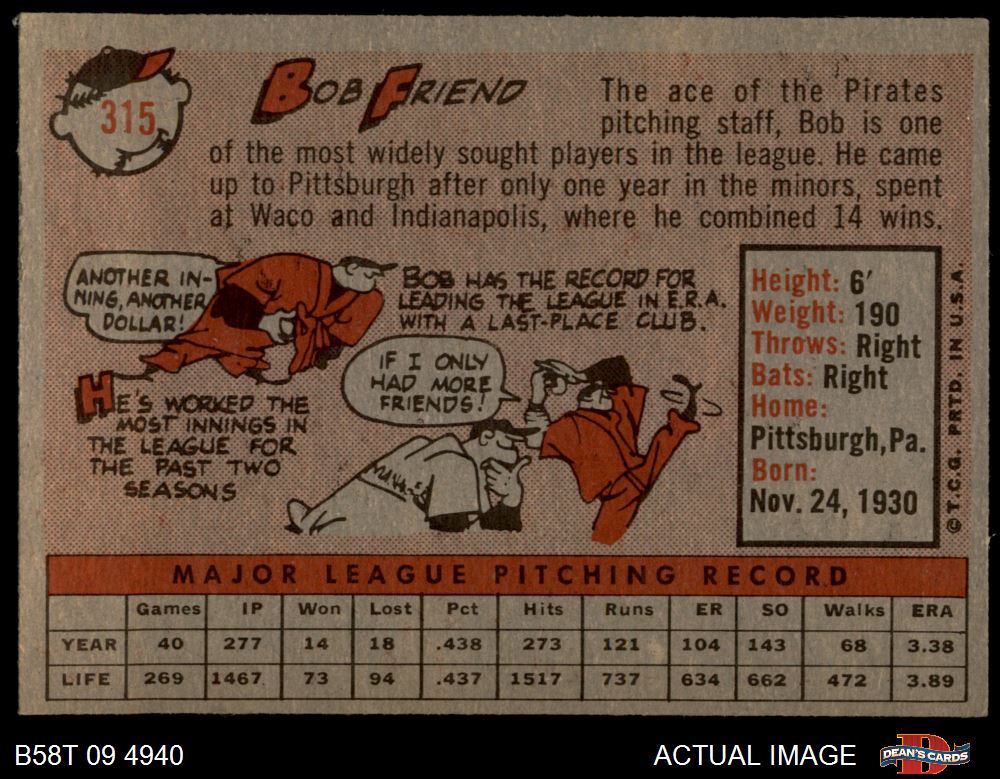 315
BOB FRIEND
The ace of the Pirates
pitching staff, Bob is one
of the most widely sought players in the league. He came
up to Pittsburgh after only one year in the minors, spent
at Waco and Indianapolis, where he combined 14 wins.
ANOTHER IN-
NING, ANOTHER
DOLLAR!
HE'S WORKED THE
MOST INNINGS IN
THE LEAGUE FOR
THE PAST TWO
SEASONS
BOB HAS THE RECORD FOR
LEADING THE LEAGUE IN E.R.A.
WITH A LAST-PLACE CLUB.
IF I ONLY
HAD MORE
FRIENDS!
Height: 6'
Weight: 190
Throws: Right
Bats: Right
Home:
Pittsburgh, Pa.
Born:
Nov. 24, 1930
©T.C.G. PRTD. IN U.S.A.
MAJOR LEAGUE PITCHING RECORD
Games IP Won Lost Pct Hits Runs ER SO Walks ERA
YEAR 40 277 14 18 .438 273 121 104 143 68 3.38
LIFE 269 1467 73 94 .437 1517 737 634 662 472 3.89
B58T 09 4940
ACTUAL IMAGE
DEAN'S CARDS